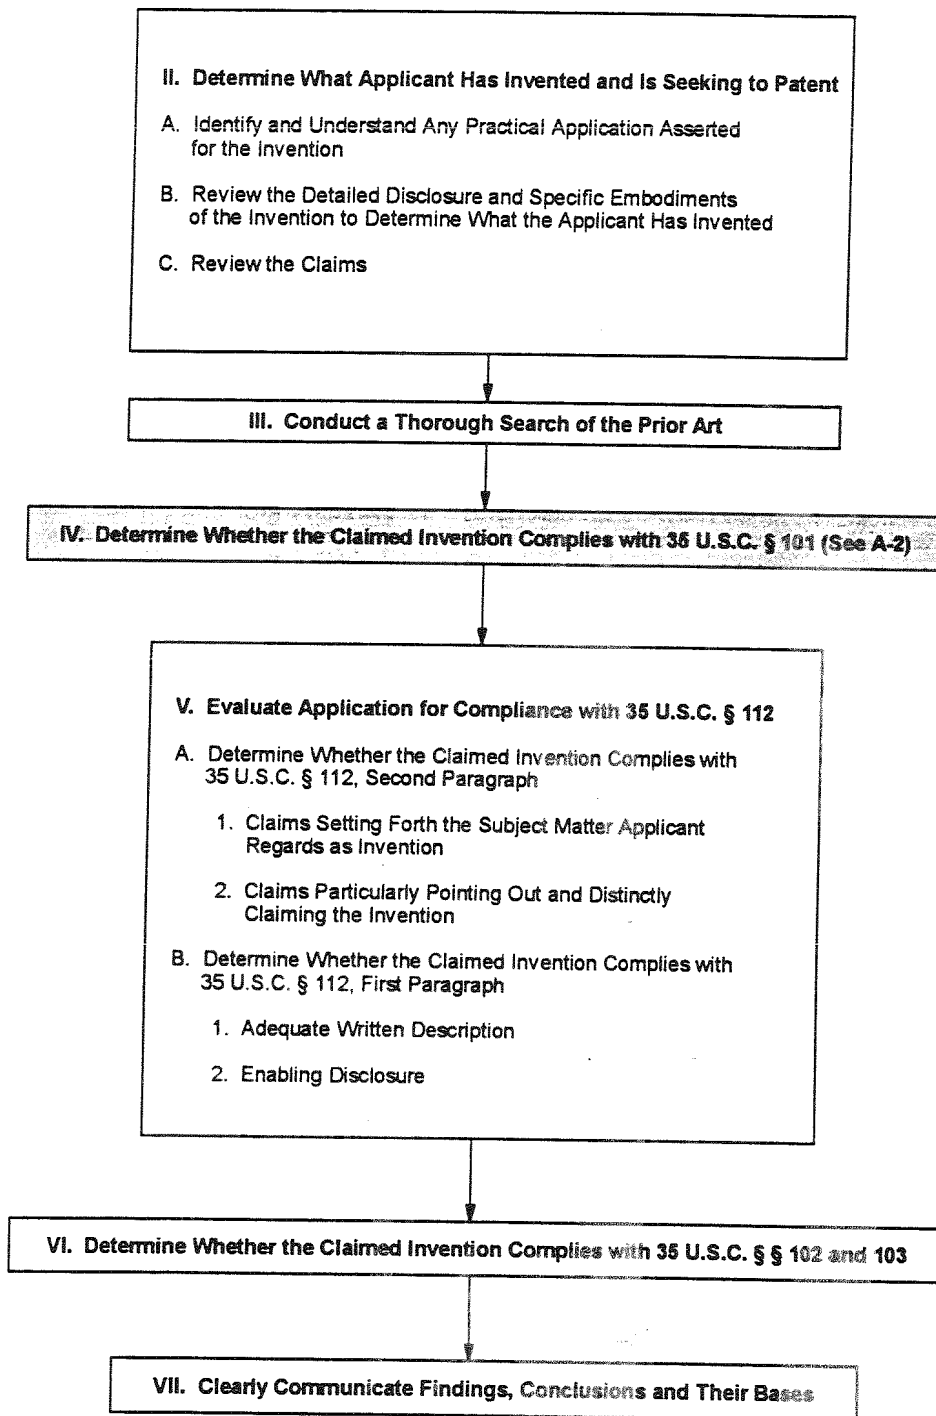 II. Determine What Applicant Has Invented and Is Seeking to Patent
A. Identify and Understand Any Practical Application Asserted
for the Invention
B. Review the Detailed Disclosure and Specific Embodiments
of the Invention to Determine What the Applicant Has Invented
C. Review the Claims
III. Conduct a Thorough Search of the Prior Art
IV. Determine Whether the Claimed Invention Complies with 35 U.S.C. § 101 (See A-2)
V. Evaluate Application for Compliance with 35 U.S.C. § 112
A. Determine Whether the Claimed Invention Complies with
35 U.S.C. § 112, Second Paragraph
1. Claims Setting Forth the Subject Matter Applicant
Regards as Invention
2. Claims Particularly Pointing Out and Distinctly
Claiming the Invention
B. Determine Whether the Claimed Invention Complies with
35 U.S.C. § 112, First Paragraph
1. Adequate Written Description
2. Enabling Disclosure
VI. Determine Whether the Claimed Invention Complies with 35 U.S.C. § § 102 and 103
VII. Clearly Communicate Findings, Conclusions and Their Bases